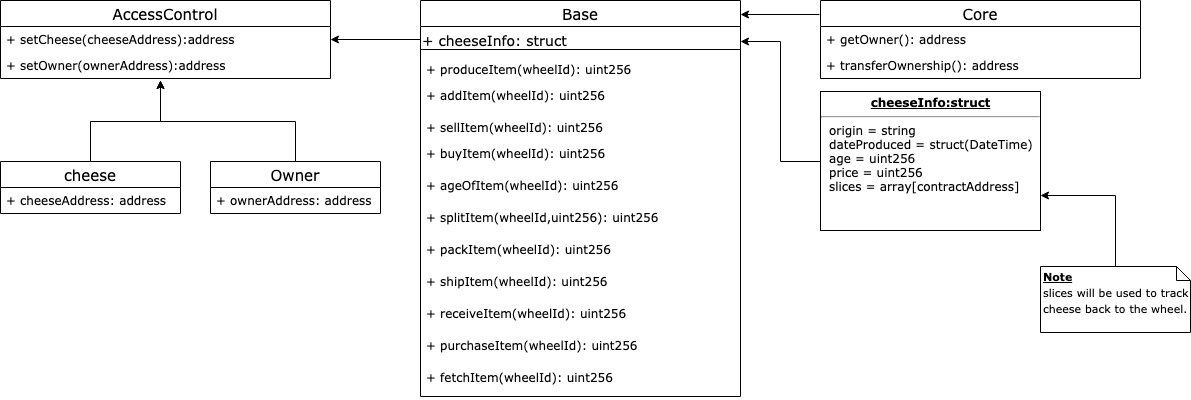 AccessControl
+ setCheese(cheeseAddress):address
+ setOwner(ownerAddress):address
cheese
+ cheeseAddress: address
Owner
+ ownerAddress: address
Base
+ cheeseInfo: struct
+ produceItem(wheelId): uint256
+ addItem(wheelId): uint256
+ sellItem(wheelId): uint256
+ buyItem(wheelId): uint256
+ ageOfItem(wheelId): uint256
+ splitItem(wheelId,uint256): uint256
+ packItem(wheelId): uint256
+ shipItem(wheelId): uint256
+ receiveItem(wheelId): uint256
+ purchaseItem(wheelId): uint256
+ fetchItem(wheelId): uint256
Core
+ getOwner(): address
+ transferOwnership(): address
cheeseInfo:struct
origin = string
dateProduced = struct(DateTime)
age = uint256
price = uint256
slices = array[contractAddress]
Note
slices will be used to track
cheese back to the wheel.